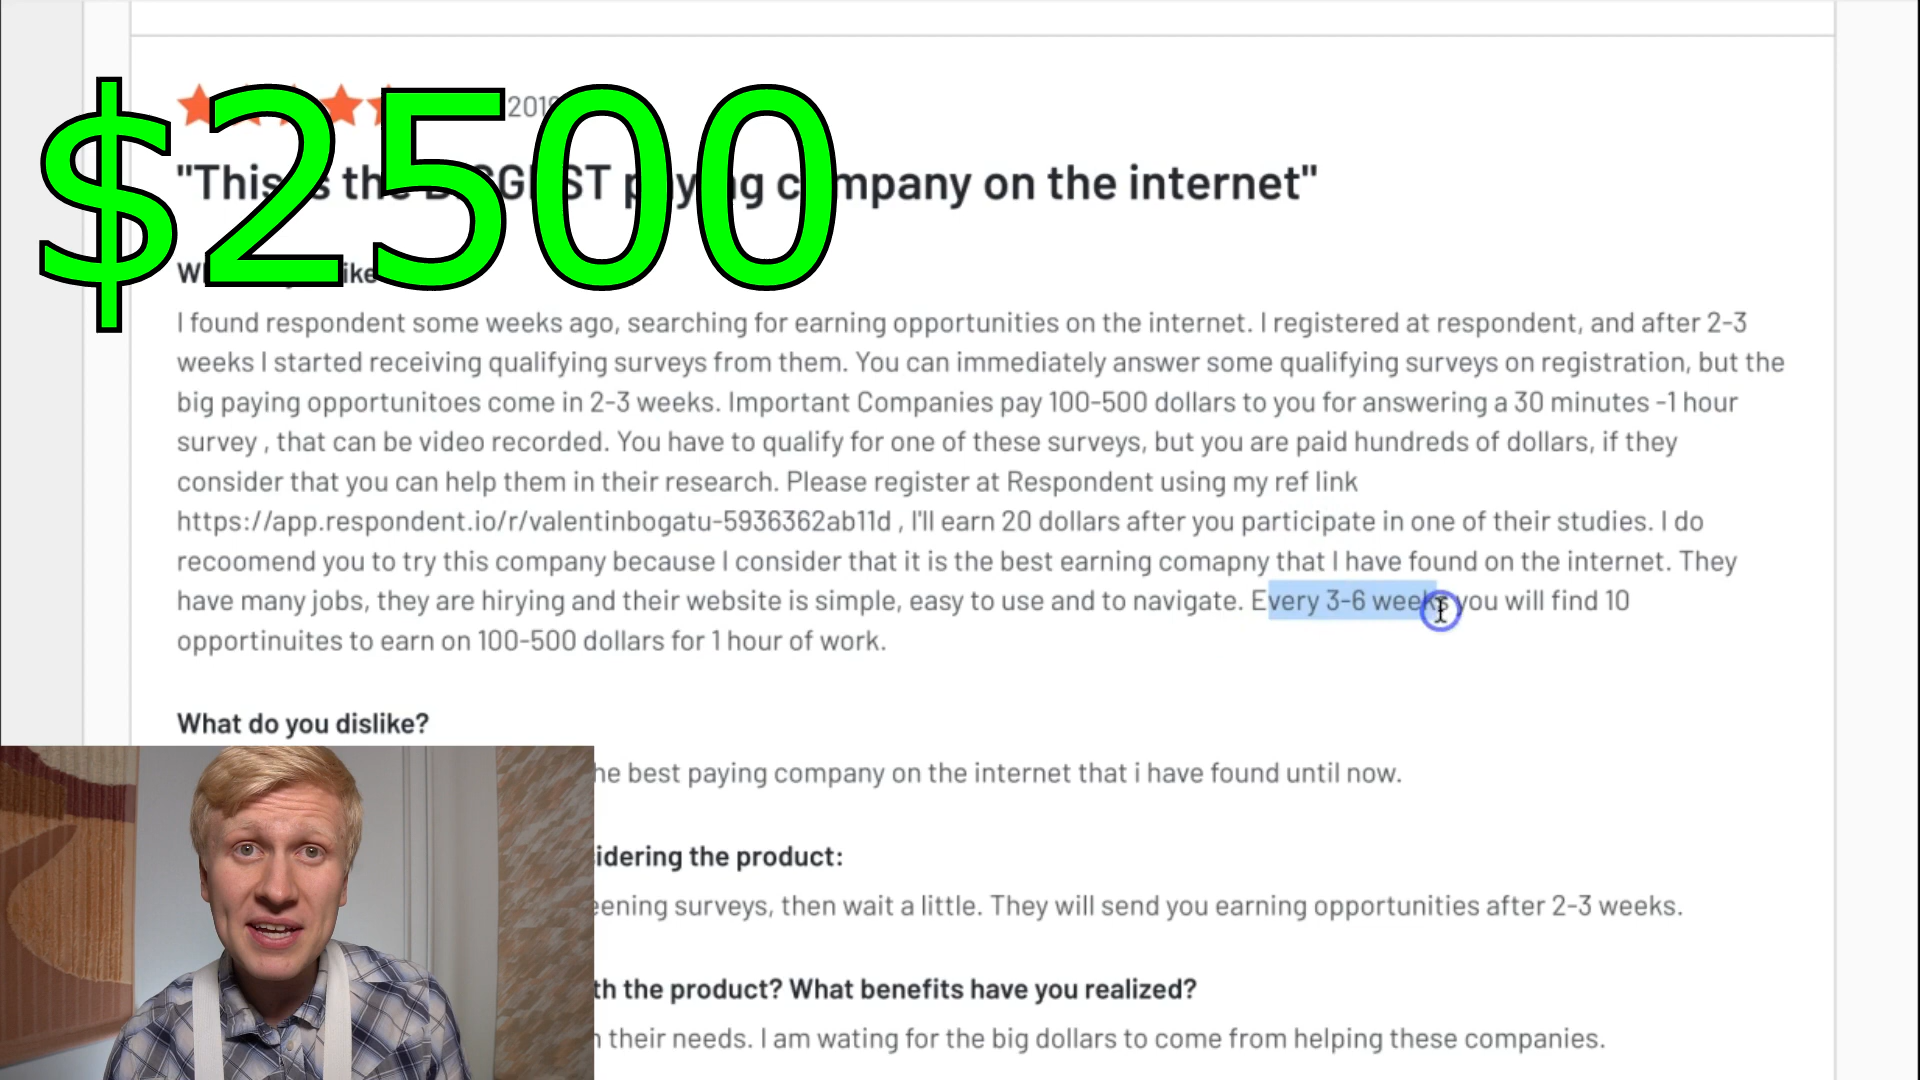 $2500
2019
"This is the BIGGEST paying company on the internet"
I found respondent some weeks ago, searching for earning opportunities on the internet. I registered at respondent, and after 2-3
weeks I started receiving qualifying surveys from them. You can immediately answer some qualifying surveys on registration, but the
big paying opportunitoes come in 2-3 weeks. Important Companies pay 100-500 dollars to you for answering a 30 minutes -1 hour
survey , that can be video recorded. You have to qualify for one of these surveys, but you are paid hundreds of dollars, if they
consider that you can help them in their research. Please register at Respondent using my ref link
https://app.respondent.io/r/valentinbogatu-5936362ab11d , I'll earn 20 dollars after you participate in one of their studies. I do
recoomend you to try this company because I consider that it is the best earning comapny that I have found on the internet. They
have many jobs, they are hirying and their website is simple, easy to use and to navigate. Every 3-6 weeks you will find 10
opportinuites to earn on 100-500 dollars for 1 hour of work.
What do you dislike?
he best paying company on the internet that i have found until now.
idering the product:
eening surveys, then wait a little. They will send you earning opportunities after 2-3 weeks.
th the product? What benefits have you realized?
their needs. I am wating for the big dollars to come from helping these companies.